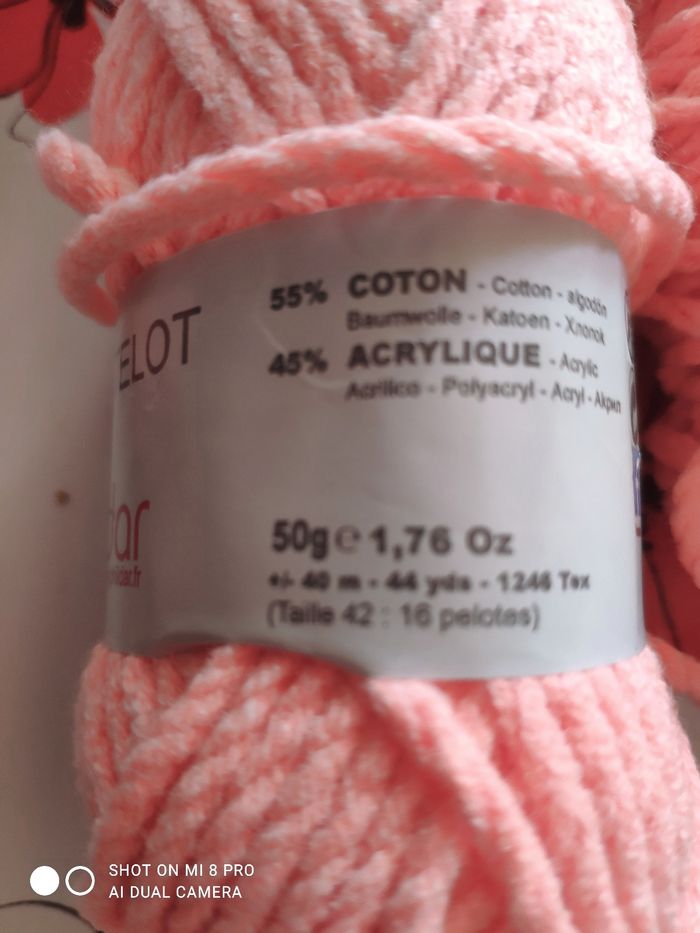 ELOT
55% COTON - Cotton - algodón
Baumwolle - Katoen - Хлопок
45% ACRYLIQUE - Acrylic
Acrilico - Polyacryl - Acryl - Акрил
dar
50g e 1,76 Oz
+/- 40 m - 44 yds - 1246 Tex
(Taille 42 : 16 pelotes)
SHOT ON MI 8 PRO
AI DUAL CAMERA